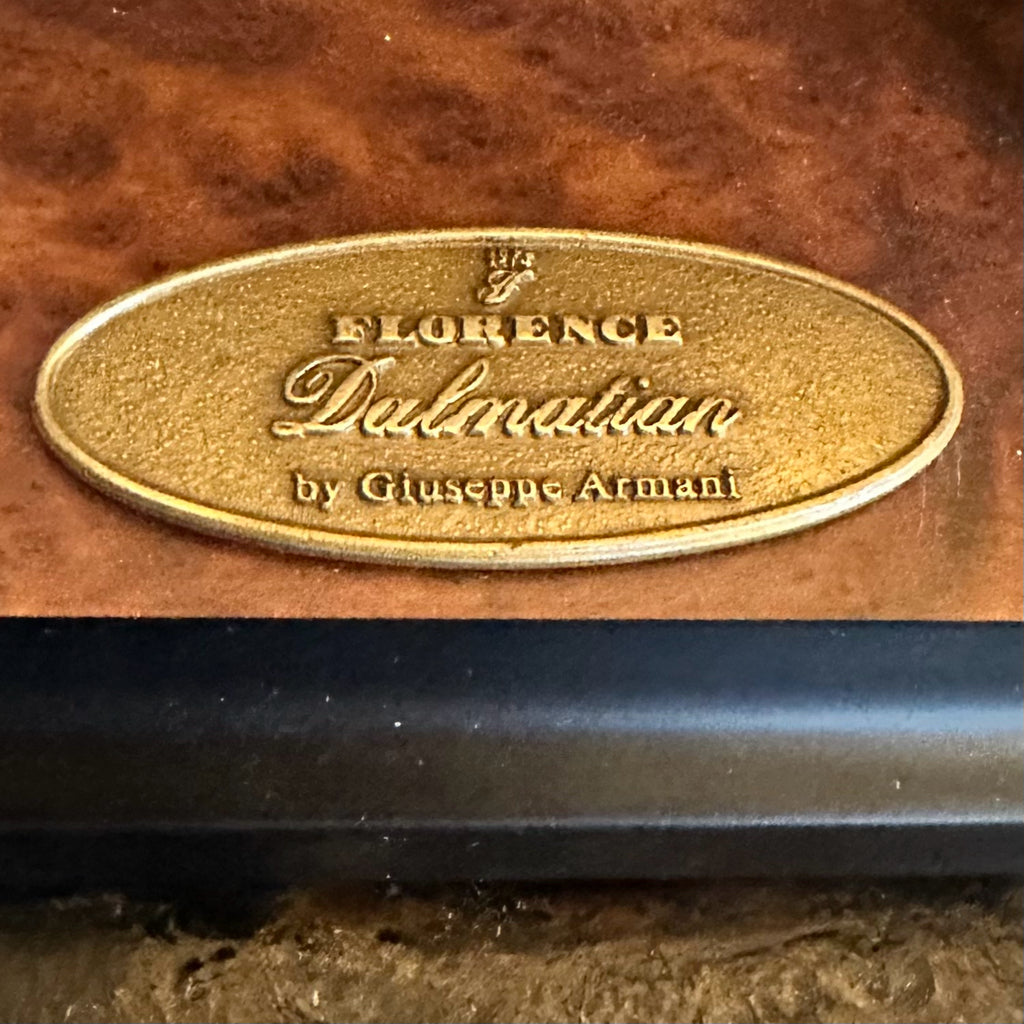 FLORENCE
Dalmatian
by Giuseppe Armani